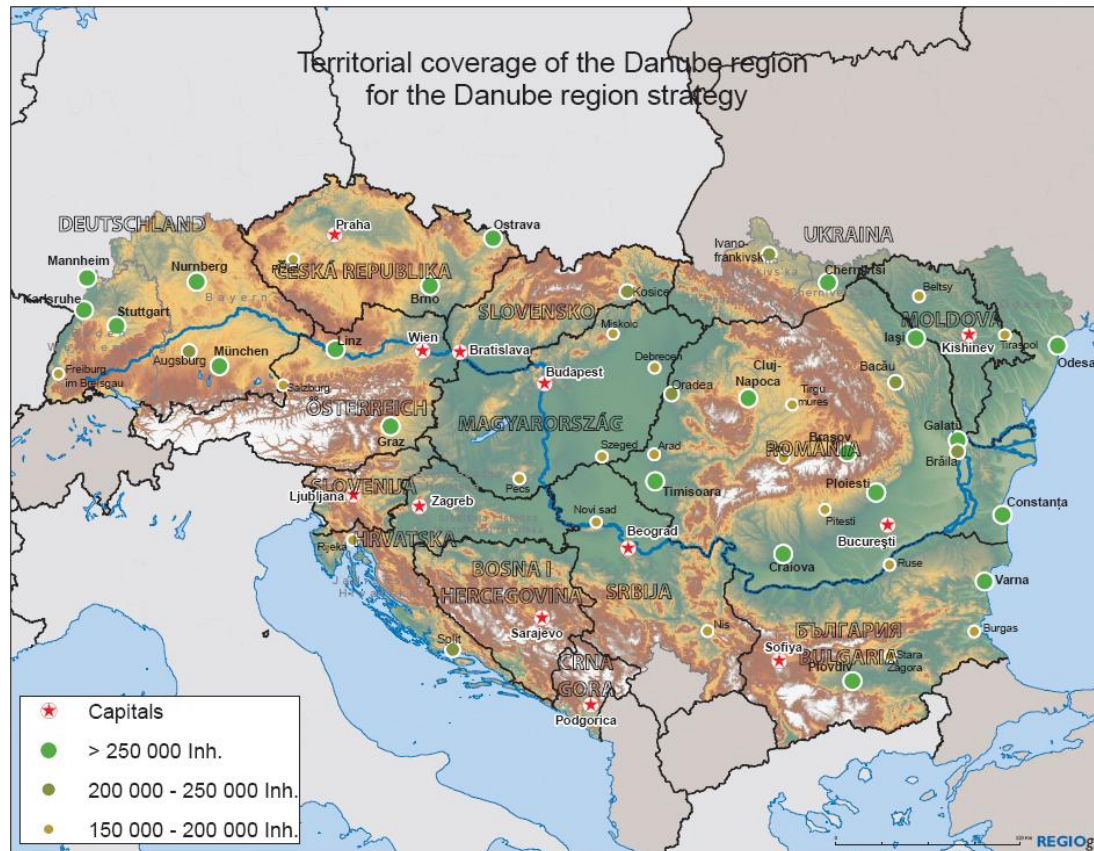 Territorial coverage of the Danube region
for the Danube region strategy
DEUTSCHLAND
Praha
Ostrava
Mannheim
Nurnberg
ČESKÁ REPUBLIKA
Brno
Karlsruhe
Stuttgart
Bayern
Augsburg
München
Freiburg
im Breisgau
Linz
Wien
Bratislava
Salzburg
ÖSTERREICH
Graz
SLOVENSKO
Kosice
Miskolc
Budapest
Debrecen
MAGYARORSZÁG
Szeged
Pecs
Ivano-
frankivsk
UKRAINA
Chernivtsi
Beltsy
MOLDOVA
Kishinev
Tiraspol
Odesa
Iaşi
Bacău
Cluj-
Napoca
Tirgu
mures
Oradea
Arad
Timisoara
ROMÂNIA
Braşov
Galaţu
Brăila
Ploiesti
Pitesti
Bucureşti
Constanţa
Craiova
Ruse
Varna
Burgas
SLOVENIJA
Ljubljana
Zagreb
HRVATSKA
Rijeka
Novi sad
Beograd
BOSNA I
HERCEGOVINA
Sarajevo
SRBIJA
Nis
Split
CRNA
GORA
Podgorica
БЪЛГАРИЯ
BULGARIA
Sofiya
Plovdiv
Stara
Zagora
Capitals
> 250 000 Inh.
200 000 - 250 000 Inh.
150 000 - 200 000 Inh.
REGIOg